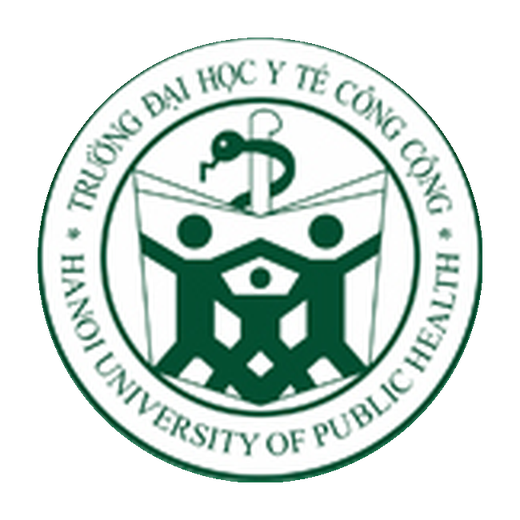 TRƯỜNG ĐẠI HỌC Y TẾ CÔNG CỘNG
* HANOI UNIVERSITY OF PUBLIC HEALTH *